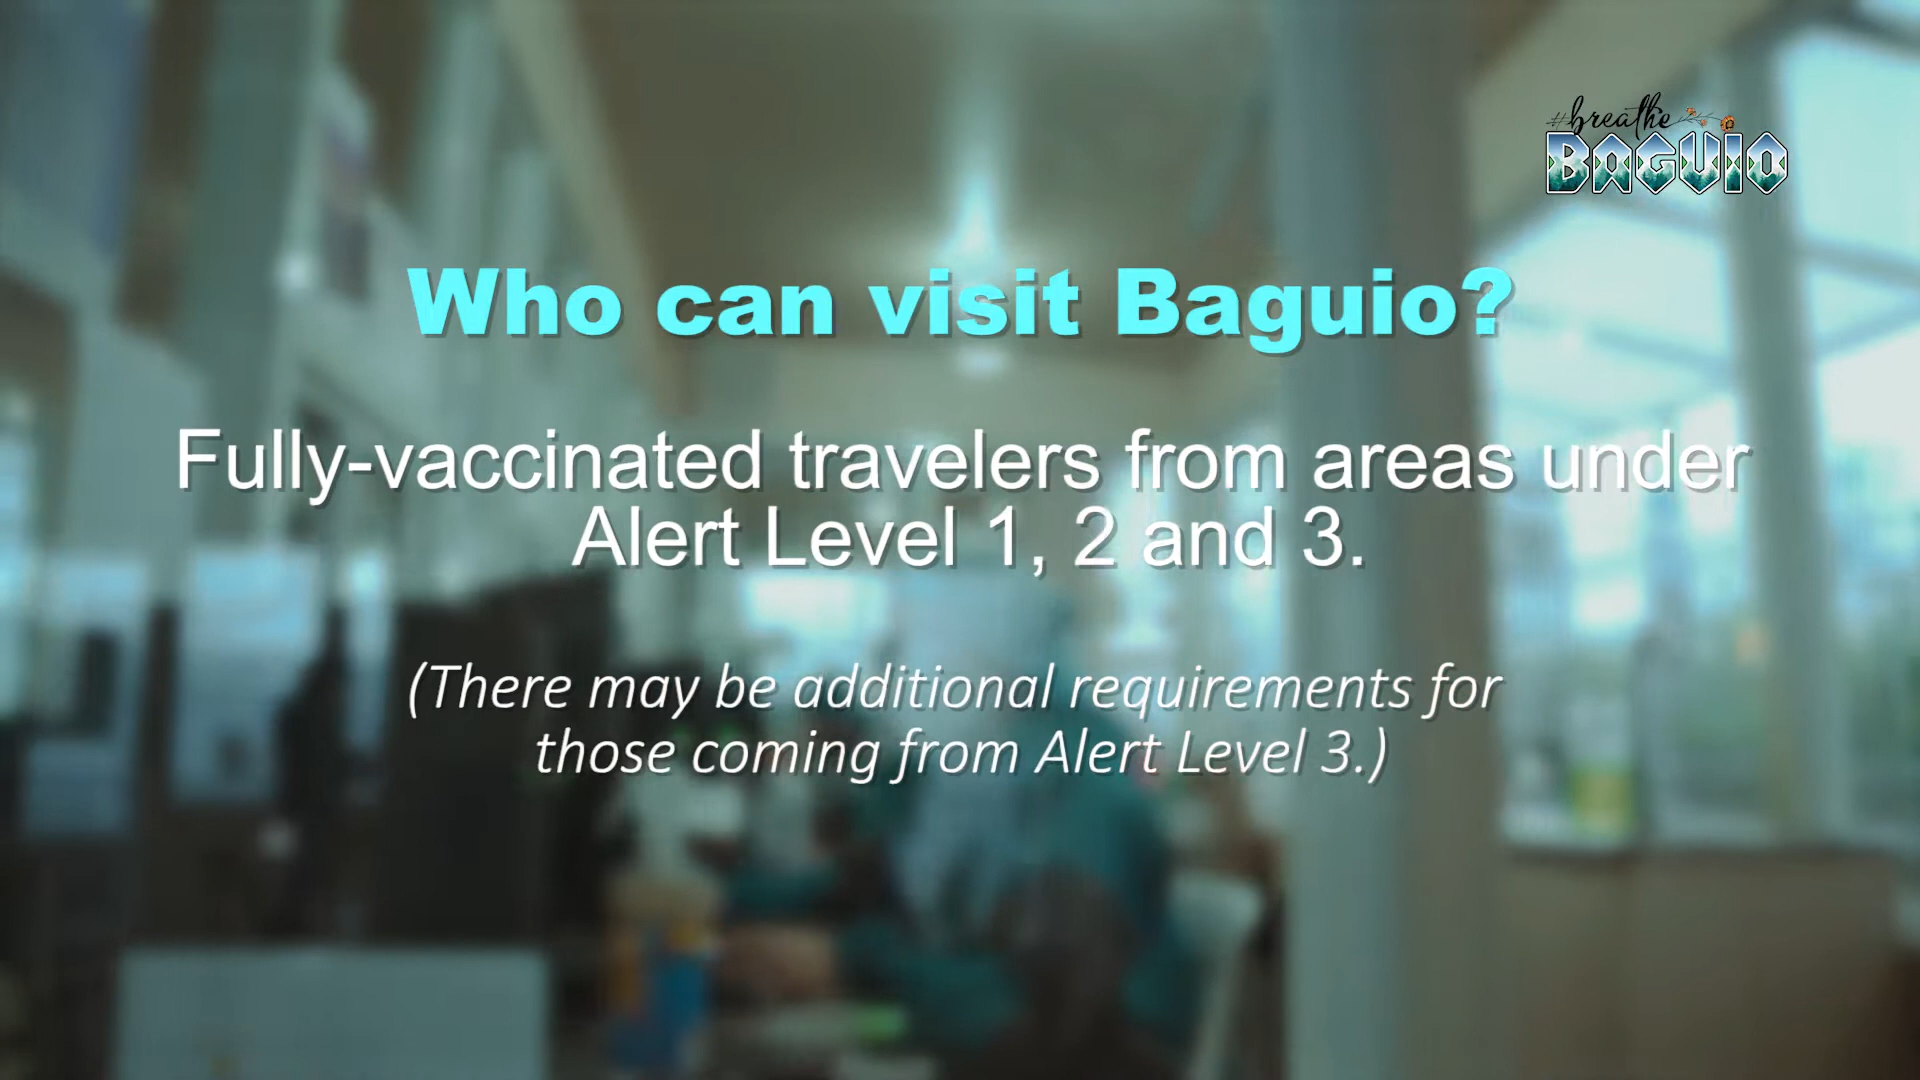 #breathe
BAGUIO
Who can visit Baguio?
Fully-vaccinated travelers from areas under
Alert Level 1, 2 and 3.
(There may be additional requirements for
those coming from Alert Level 3.)